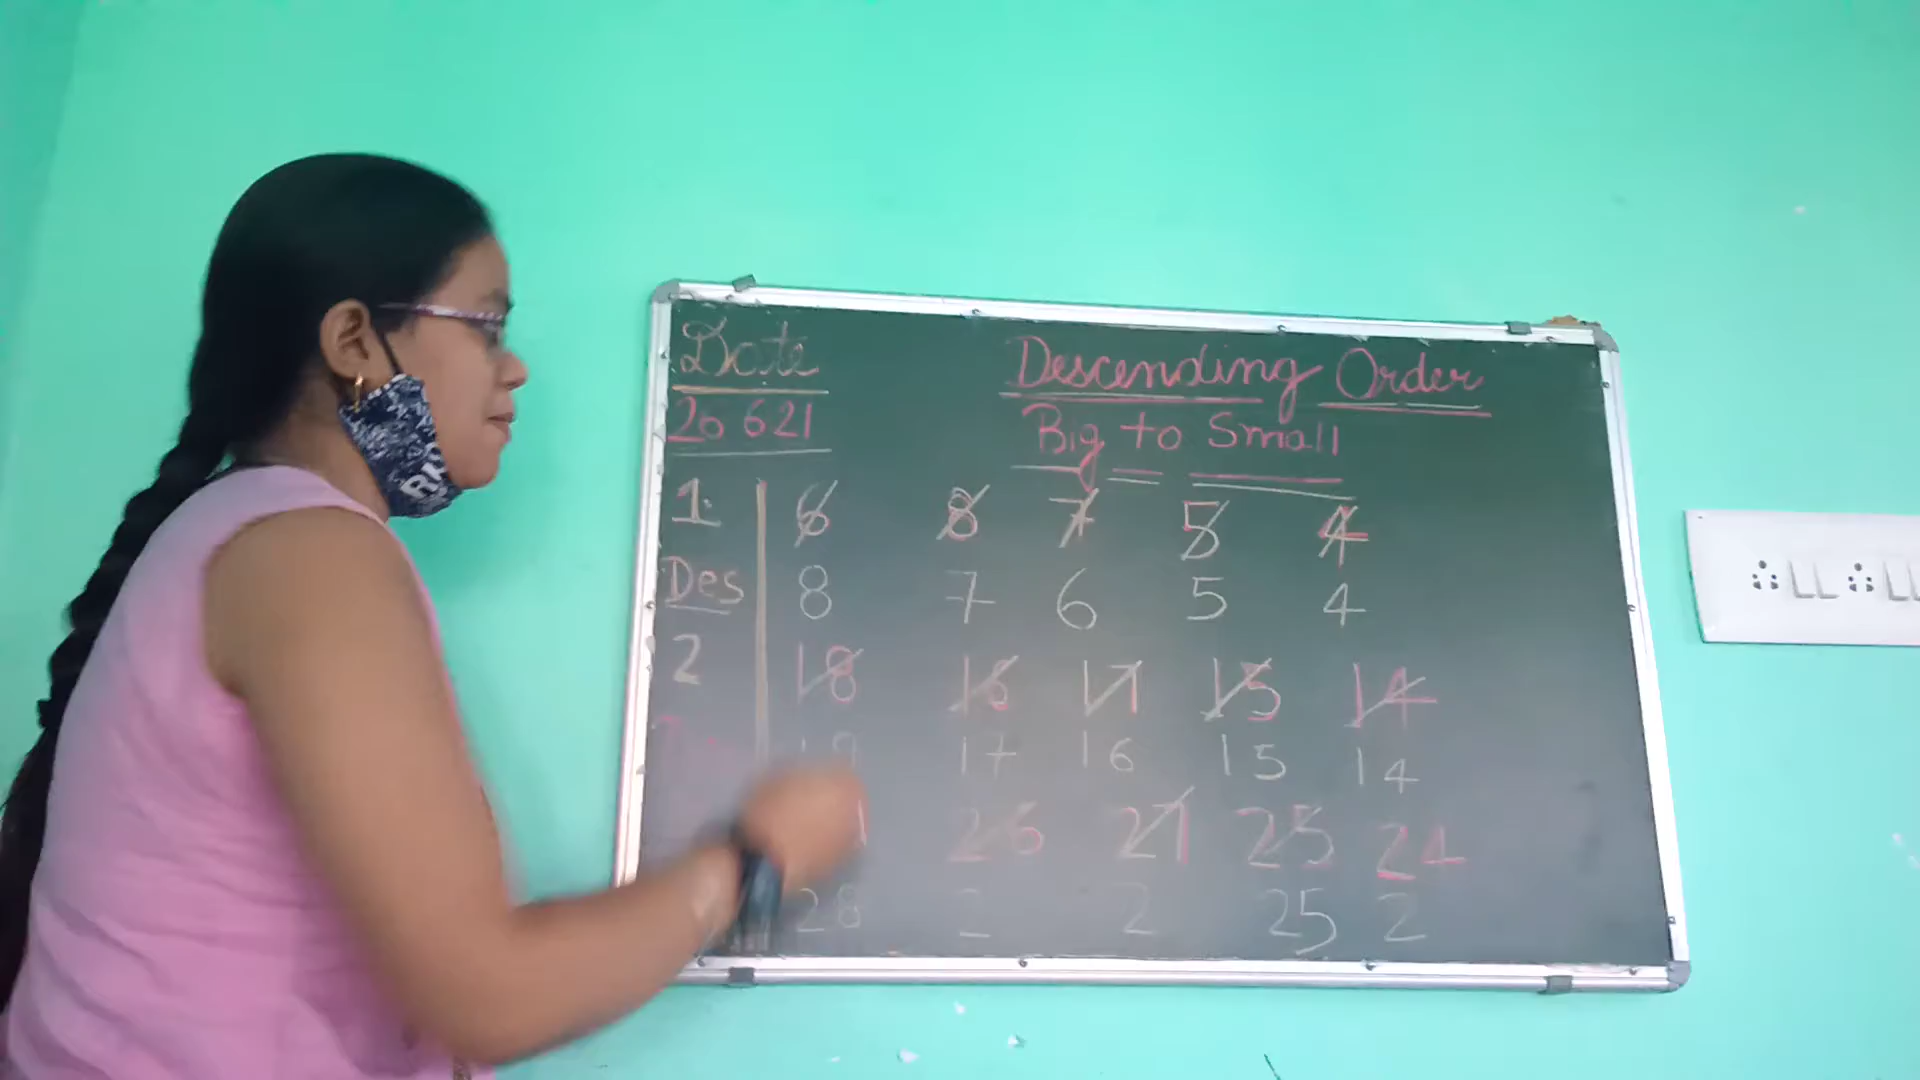 Date
Descending Order
20 6 21
Big to Small
1. 6 8 7 5 4
Des 8 7 6 5 4
2 18 16 17 15 14
17 16 15 14
26 27 25 24
28 2 2 25 2